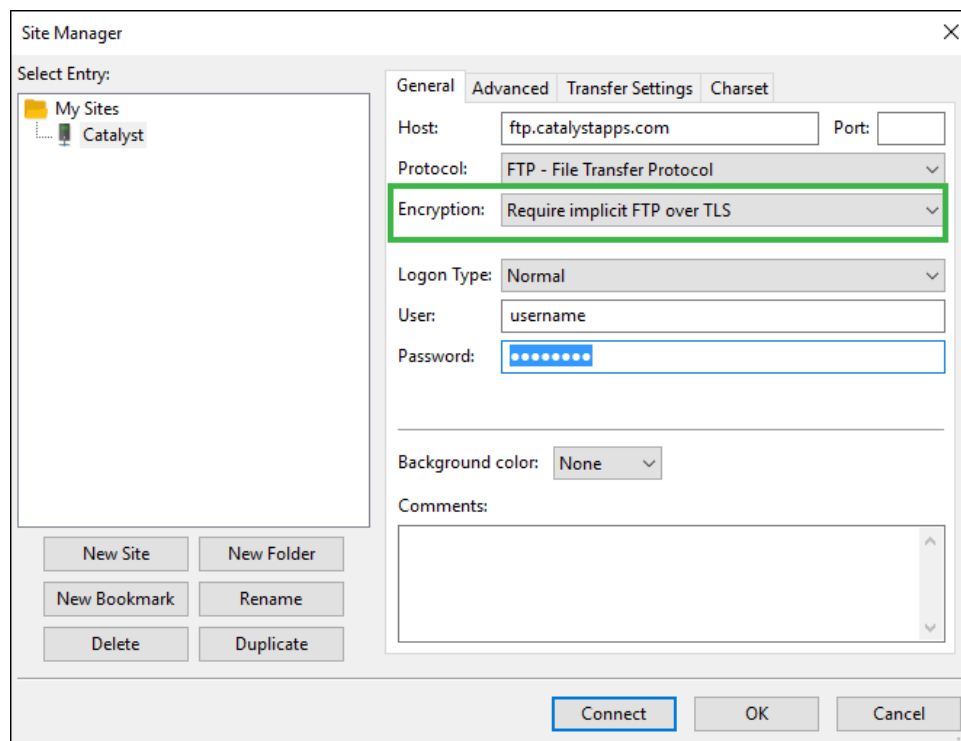 Site Manager
Select Entry:
My Sites
Catalyst
New Site
New Folder
New Bookmark
Rename
Delete
Duplicate
General
Advanced
Transfer Settings
Charset
Host:
ftp.catalystapps.com
Port:
Protocol:
FTP - File Transfer Protocol
Encryption:
Require implicit FTP over TLS
Logon Type:
Normal
User:
username
Password:
●●●●●●●●
Background color:
None
Comments:
Connect
OK
Cancel